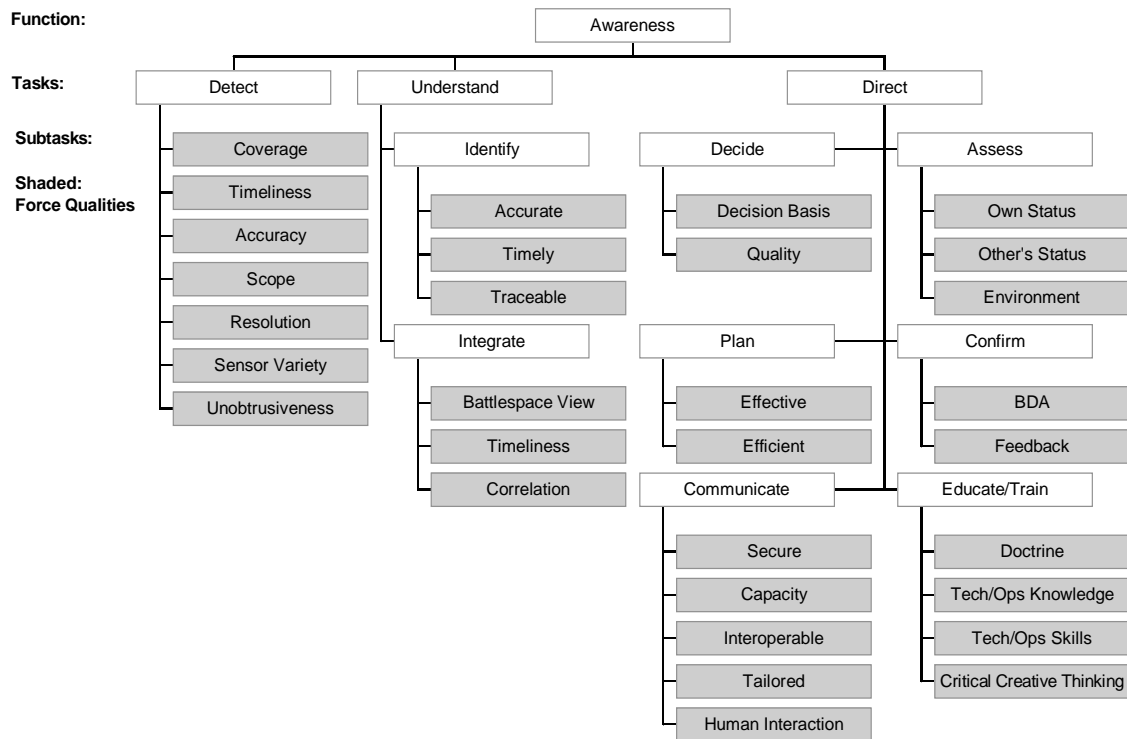 Function:
Awareness
Tasks:
Detect
Understand
Direct
Subtasks:
Shaded:
Force Qualities
Coverage
Timeliness
Accuracy
Scope
Resolution
Sensor Variety
Unobtrusiveness
Identify
Accurate
Timely
Traceable
Integrate
Battlespace View
Timeliness
Correlation
Decide
Decision Basis
Quality
Plan
Effective
Efficient
Communicate
Secure
Capacity
Interoperable
Tailored
Human Interaction
Assess
Own Status
Other's Status
Environment
Confirm
BDA
Feedback
Educate/Train
Doctrine
Tech/Ops Knowledge
Tech/Ops Skills
Critical Creative Thinking